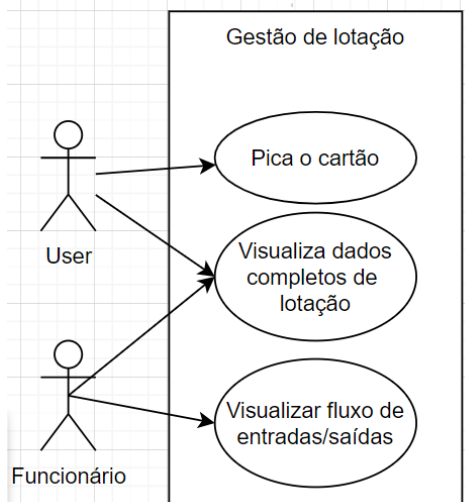 Gestão de lotação
Pica o cartão
User
Visualiza dados
completos de
lotação
Visualizar fluxo de
entradas/saídas
Funcionário